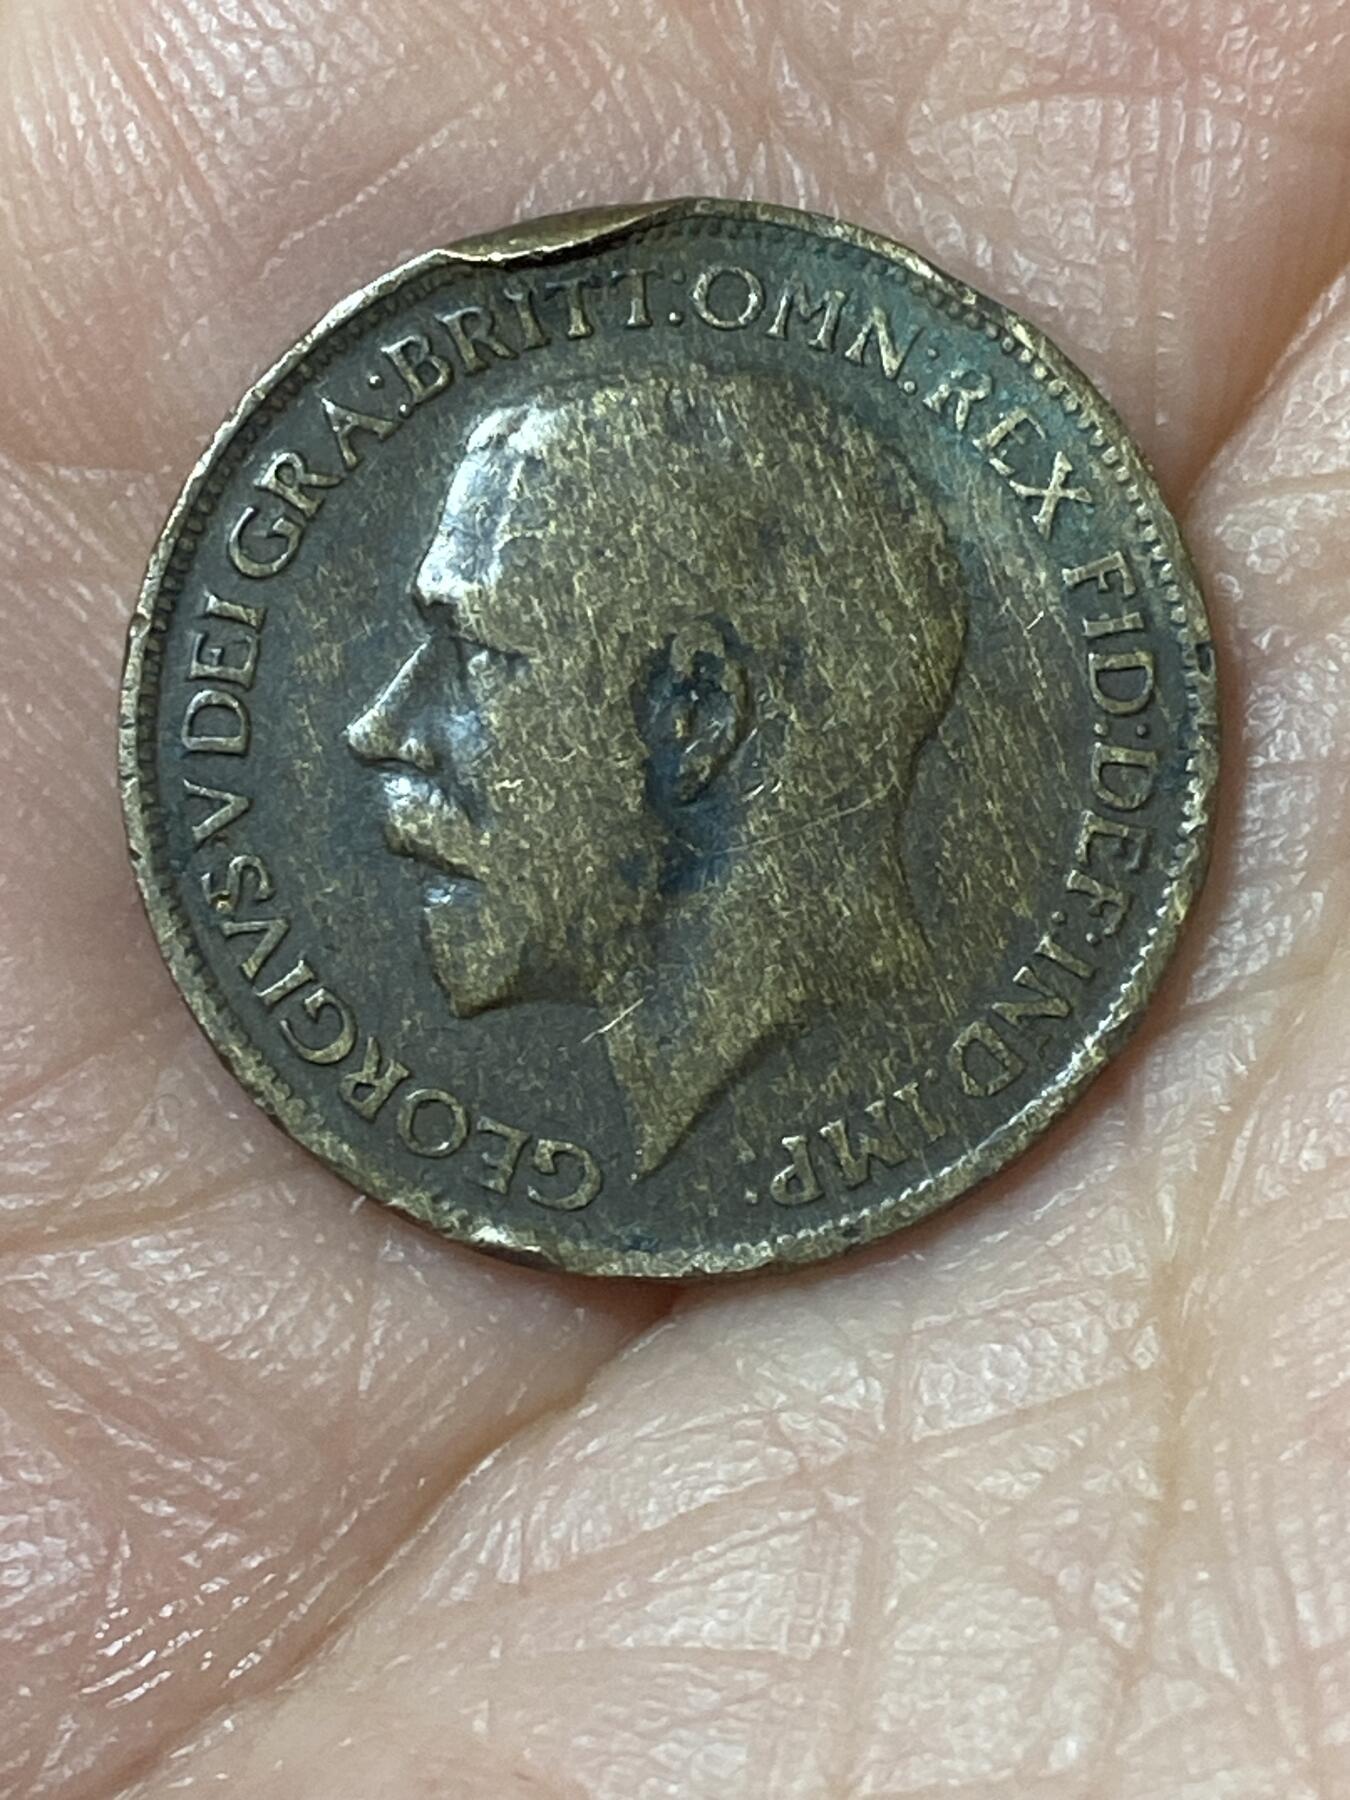 GEORGIVS V DEI GRA:BRITT:OMN:REX FID:DEF:IND:IMP: